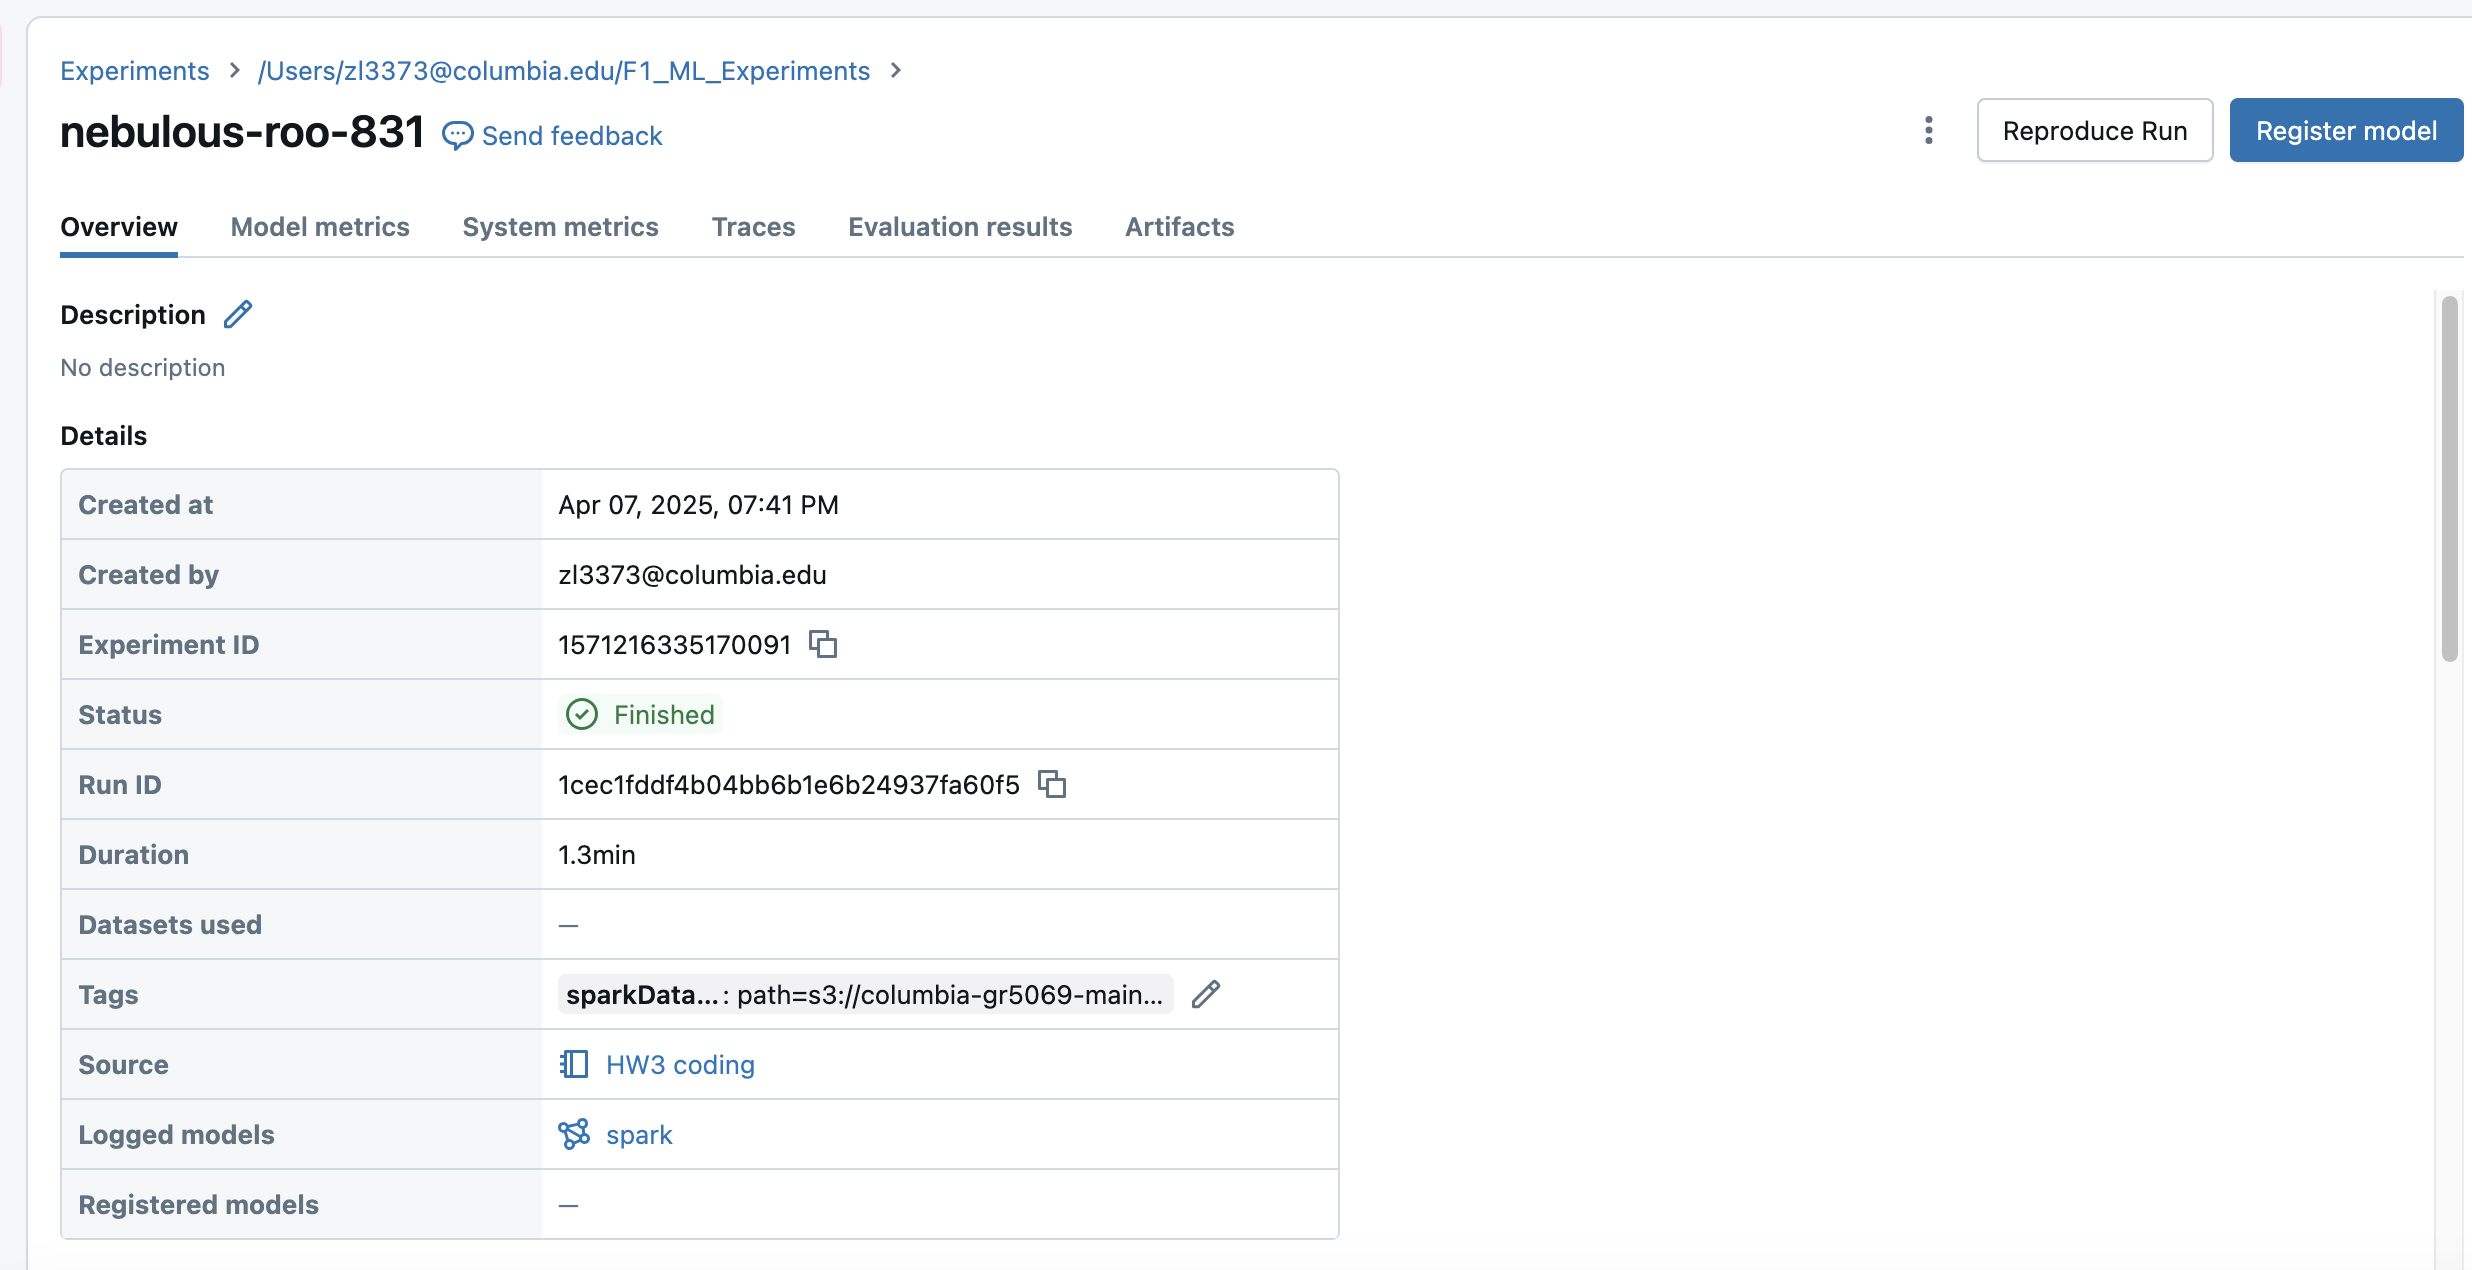 Experiments > /Users/zl3373@columbia.edu/F1_ML_Experiments >
nebulous-roo-831 Send feedback
Reproduce Run
Register model
Overview Model metrics System metrics Traces Evaluation results Artifacts
Description
No description
Details
Created at Apr 07, 2025, 07:41 PM
Created by zl3373@columbia.edu
Experiment ID 1571216335170091
Status Finished
Run ID 1cec1fddf4b04bb6b1e6b24937fa60f5
Duration 1.3min
Datasets used —
Tags sparkData...: path=s3://columbia-gr5069-main...
Source HW3 coding
Logged models spark
Registered models —